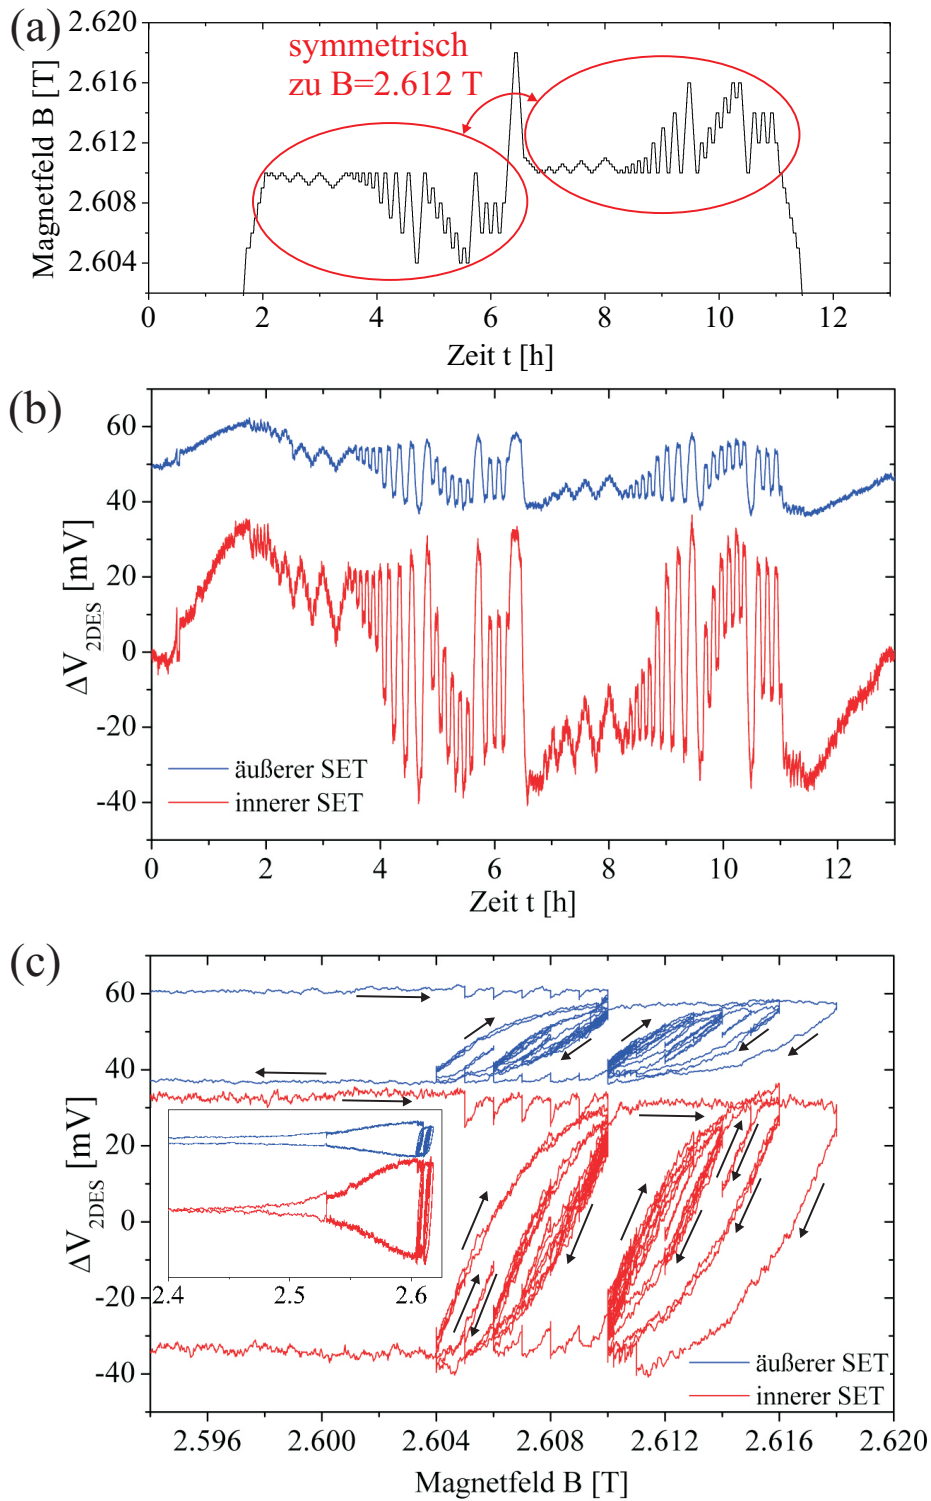 (a)
2.620
2.616
2.612
2.608
2.604
Magnetfeld B [T]
symmetrisch
zu B=2.612 T
0 2 4 6 8 10 12
Zeit t [h]
(b)
60
40
20
0
-20
-40
ΔV2DES [mV]
äußerer SET
innerer SET
0 2 4 6 8 10 12
Zeit t [h]
(c)
60
40
20
0
-20
-40
ΔV2DES [mV]
2.4 2.5 2.6
äußerer SET
innerer SET
2.596 2.600 2.604 2.608 2.612 2.616 2.620
Magnetfeld B [T]